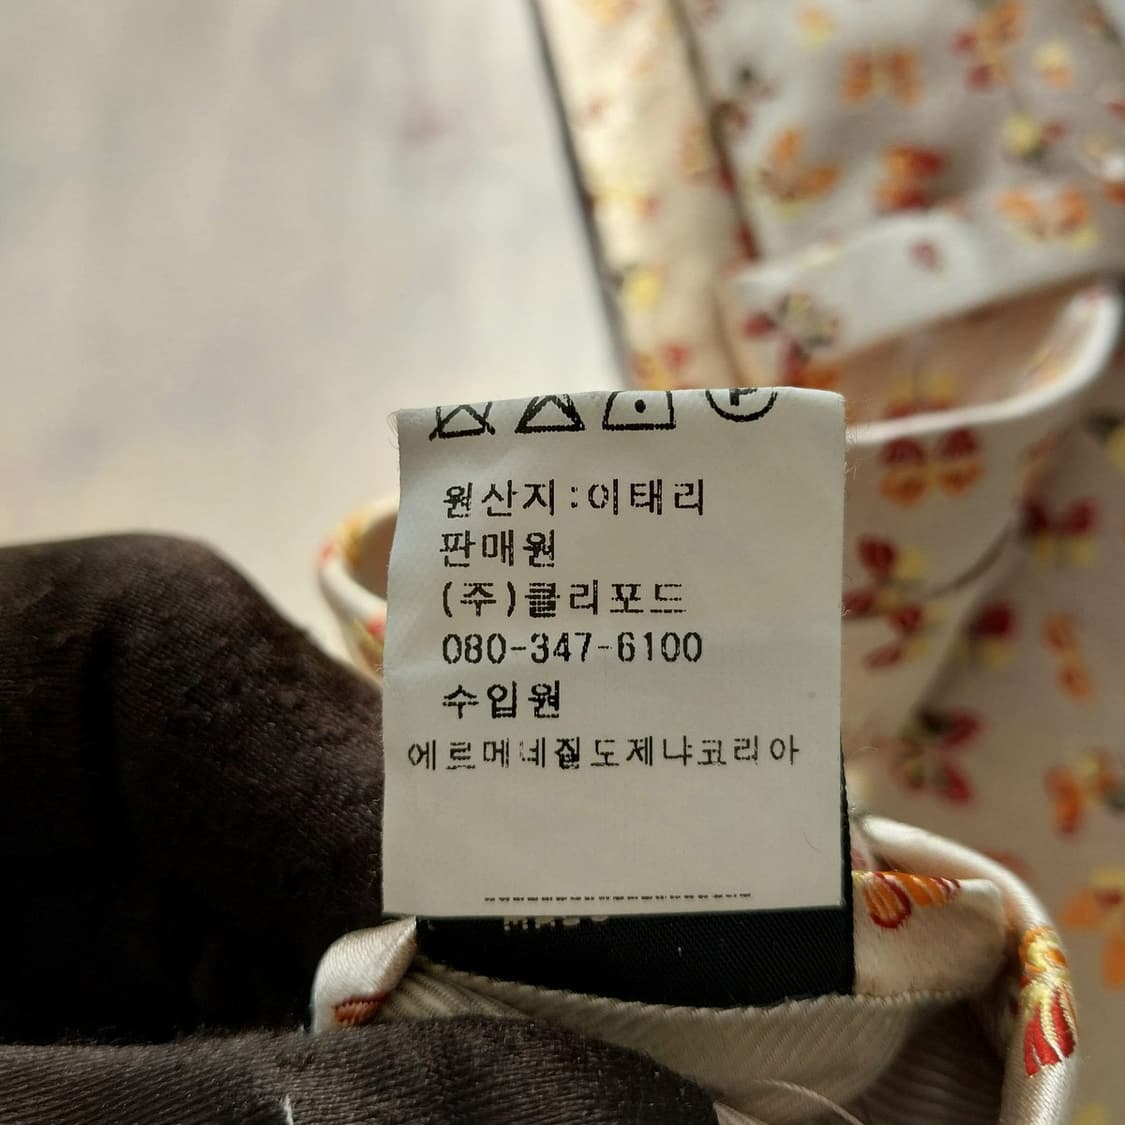 원산지:이태리
판매원
(주)클리포드
080-347-6100
수입원
에르메네질도제냐코리아